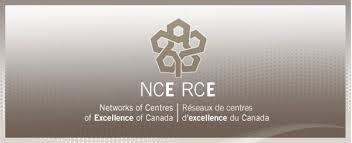 NCE RCE
Networks of Centres | Réseaux de centres
of Excellence of Canada | d'excellence du Canada